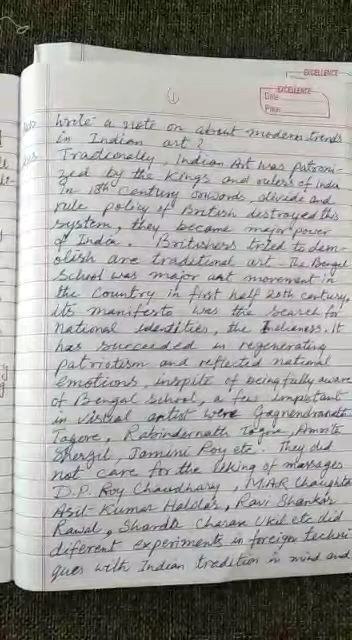 EXCELLENCE
EXCELLENCE
Date
Page
1
Write a note on about modern trends
in Indian art?
Tradionally, Indian Art was patroni-
zed by the Kings and rulers of India
In 18th Century onwards, divide and
rule policy of British destroyed this
system, they became major power
of India. Britishers tried to dem-
olish are traditional art. The Bengal
School was major art movement in
the Country in first half 20th century,
its manifesto was the search for
national identities, the Indianess. It
has succeeded in regenerating
patrioteism and reflected national
emotions, inspite of being fully aware
of Bengal School, a few important
in visual artist were Gagnendranath
Tagore, Rabindernath Tagore, Amrita
Shergil, Jamini Roy etc. They did
not care for the liking of massages
D.P. Roy Chaudhary, M.A.R Chaughta
Asit Kumar Haldar, Ravi Shankar
Rawal, Sharda Charan Ukil etc did
diferent experiments in foreign techni
ques with Indian tradition in mind and